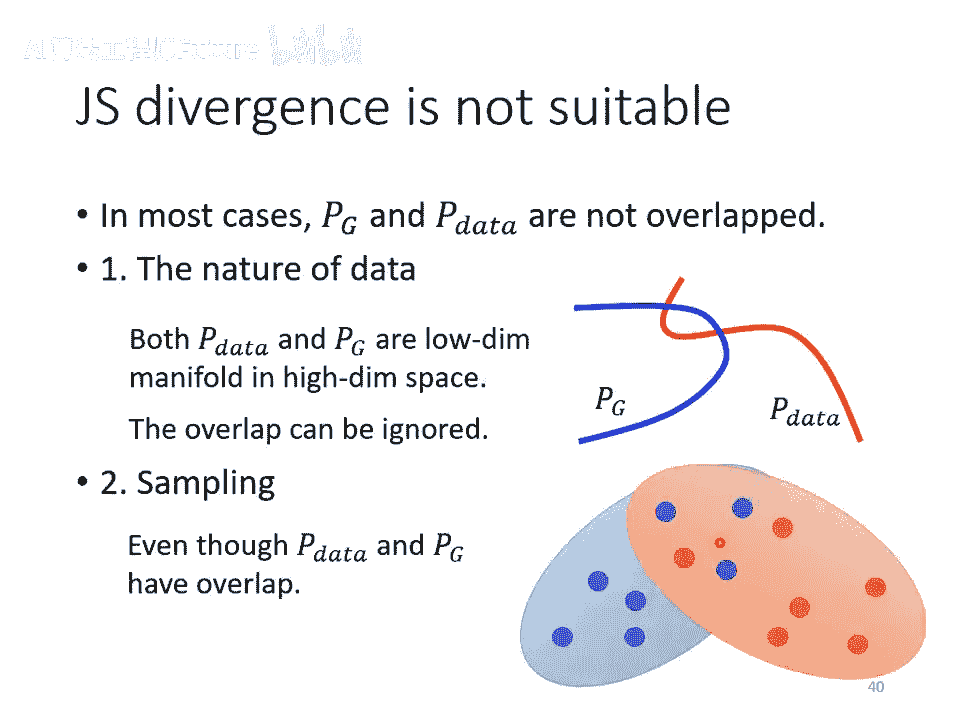 JS divergence is not suitable
• In most cases, P_G and P_data are not overlapped.
• 1. The nature of data
Both P_data and P_G are low-dim
manifold in high-dim space.
The overlap can be ignored.
P_G
P_data
• 2. Sampling
Even though P_data and P_G
have overlap.
40